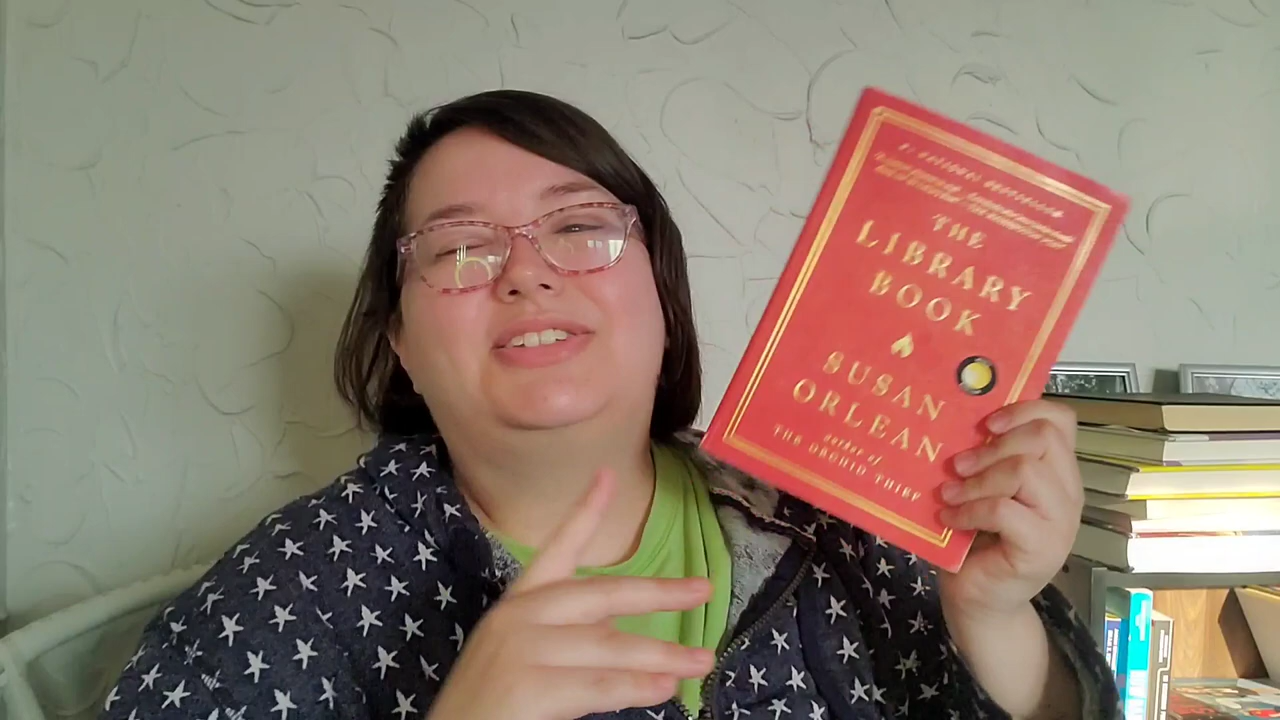 THE
LIBRARY
BOOK
SUSAN
ORLEAN
author of
THE ORCHID THIEF